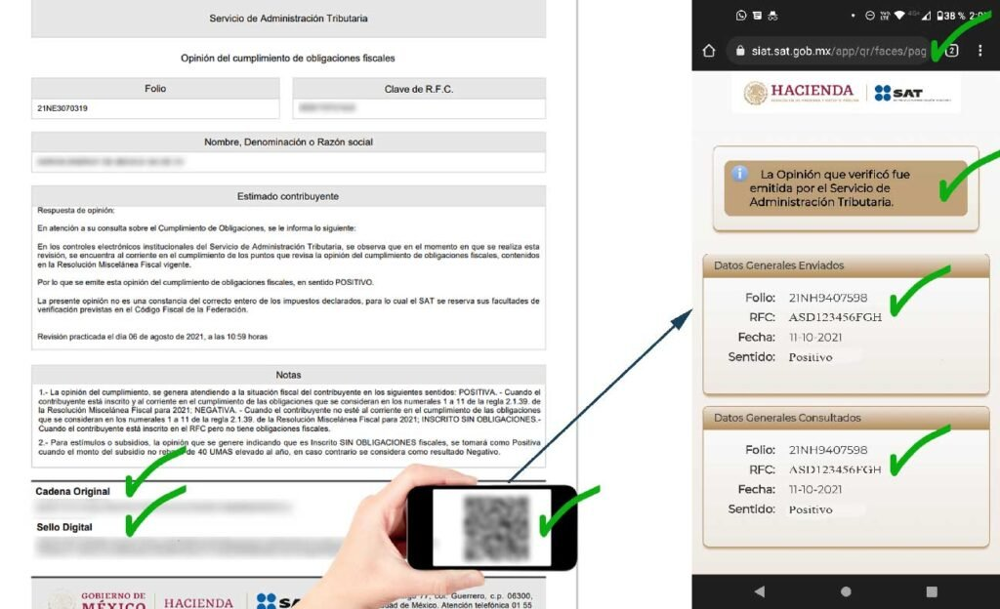 Servicio de Administración Tributaria
Opinión del cumplimiento de obligaciones fiscales
Folio
Clave de R.F.C.
21NE3070319
Nombre, Denominación o Razón social
Estimado contribuyente
Respuesta de opinión:
En atención a su consulta sobre el Cumplimiento de Obligaciones, se le informa lo siguiente:
En los controles electrónicos institucionales del Servicio de Administración Tributaria, se observa que en el momento en que se realiza esta
revisión, se encuentra al corriente en el cumplimiento de los puntos que revisa la opinión del cumplimiento de obligaciones fiscales, contenidos
en la Resolución Miscelánea Fiscal vigente.
Por lo que se emite esta opinión del cumplimiento de obligaciones fiscales, en sentido POSITIVO.
La presente opinión no es una constancia del correcto entero de los impuestos declarados, para lo cual el SAT se reserva sus facultades de
verificación previstas en el Código Fiscal de la Federación.
Revisión practicada el día 06 de agosto de 2021, a las 10:59 horas
Notas
1.- La opinión del cumplimiento, se genera atendiendo a la situación fiscal del contribuyente en los siguientes sentidos: POSITIVA. - Cuando el
contribuyente está inscrito y al corriente en el cumplimiento de las obligaciones que se consideran en los numerales 1 a 11 de la regla 2.1.39. de
la Resolución Miscelánea Fiscal para 2021; NEGATIVA. - Cuando el contribuyente no esté al corriente en el cumplimiento de las obligaciones
que se consideran en los numerales 1 a 11 de la regla 2.1.39. de la Resolución Miscelánea Fiscal para 2021; INSCRITO SIN OBLIGACIONES.-
Cuando el contribuyente está inscrito en el RFC pero no tiene obligaciones fiscales.
2.- Para estímulos o subsidios, la opinión que se genere indicando que es Inscrito SIN OBLIGACIONES fiscales, se tomará como Positiva
cuando el monto del subsidio no de 40 UMAS elevado al año, en caso contrario se considera como resultado Negativo.
Cadena Original
Sello Digital
GOBIERNO DE
MÉXICO
HACIENDA
77, col. Guerrero, c.p. 06300,
de México. Atención telefónica 01 55
38 %
siat.sat.gob.mx/app/qr/faces/pag
2
HACIENDA
SAT
La Opinión que verificó fue
emitida por el Servicio de
Administración Tributaria.
Datos Generales Enviados
Folio: 21NH9407598
RFC: ASD123456FGH
Fecha: 11-10-2021
Sentido: Positivo
Datos Generales Consultados
Folio: 21NH9407598
RFC: ASD123456FGH
Fecha: 11-10-2021
Sentido: Positivo